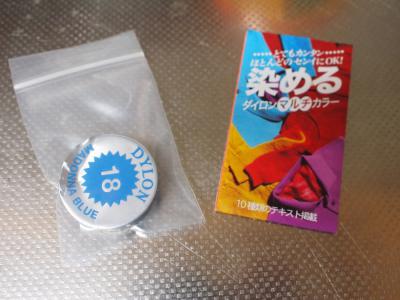 DYLON
18
MADONNA BLUE
とてもカンタン
ほとんどのセンイにOK!
染める
ダイロンマルチカラー
10種類のテキスト掲載